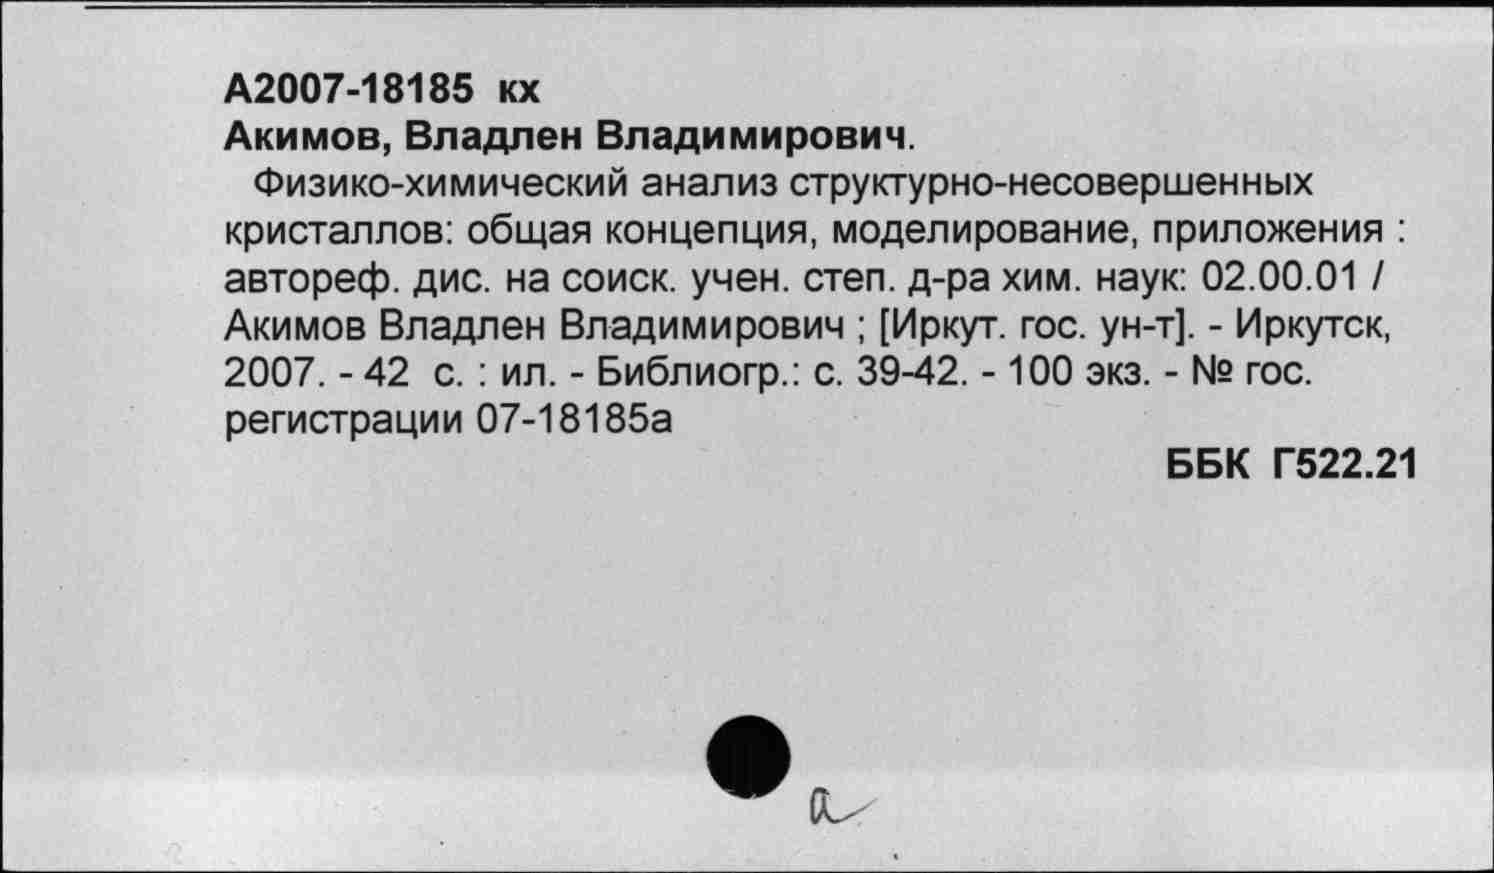 А2007-18185 кх
Акимов, Владлен Владимирович.
Физико-химический анализ структурно-несовершенных
кристаллов: общая концепция, моделирование, приложения :
автореф. дис. на соиск. учен. степ. д-ра хим. наук: 02.00.01 /
Акимов Владлен Владимирович ; [Иркут. гос. ун-т]. - Иркутск,
2007. - 42 с. : ил. - Библиогр.: с. 39-42. - 100 экз. - № гос.
регистрации 07-18185а
ББК Г522.21
а